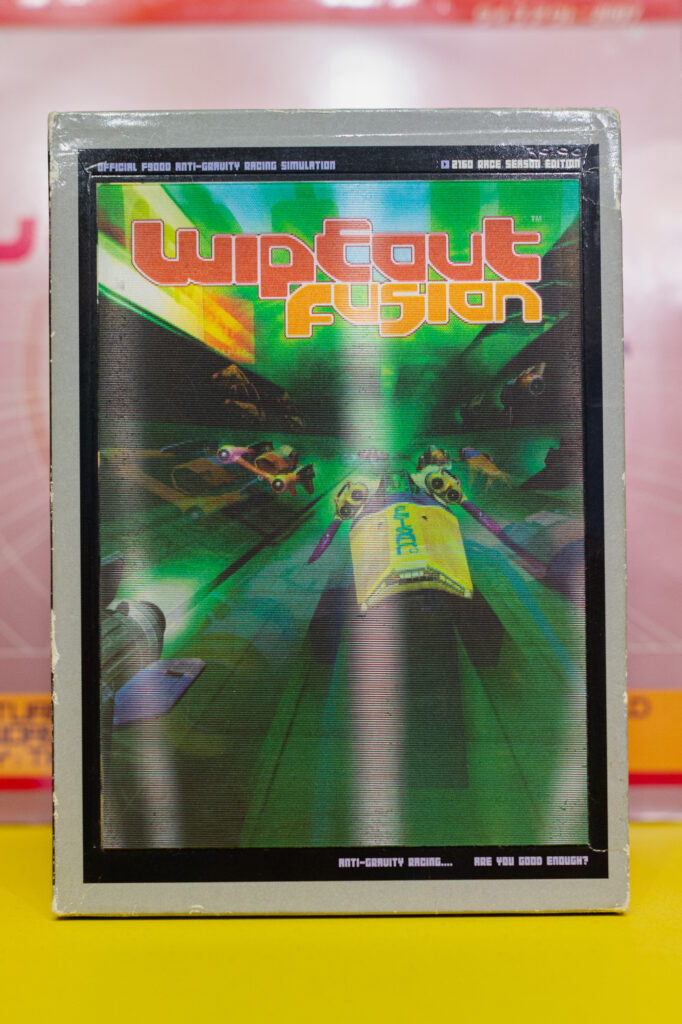 OFFICIAL F9000 ANTI-GRAVITY RACING SIMULATION
2160 RACE SEASON EDITION
wipEout ™
fusion
ANTI-GRAVITY RACING.... ARE YOU GOOD ENOUGH?